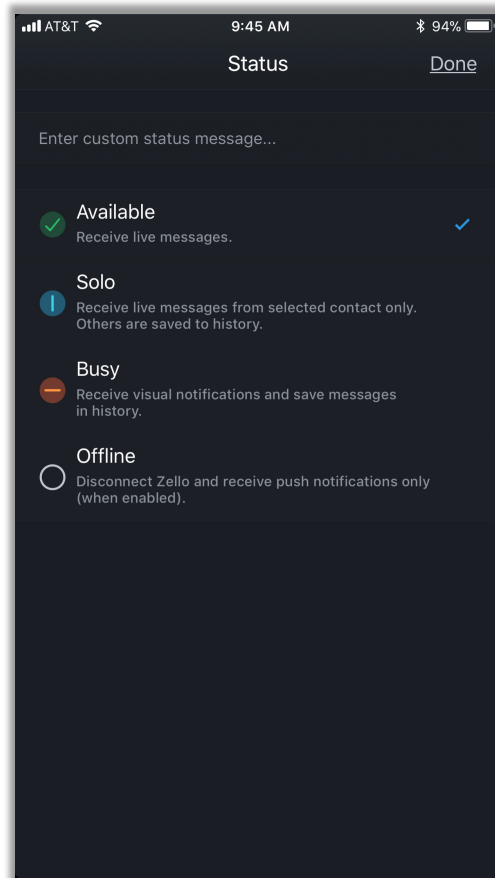 AT&T 9:45 AM 94%
Status Done
Enter custom status message...
Available
Receive live messages.
Solo
Receive live messages from selected contact only.
Others are saved to history.
Busy
Receive visual notifications and save messages
in history.
Offline
Disconnect Zello and receive push notifications only
(when enabled).